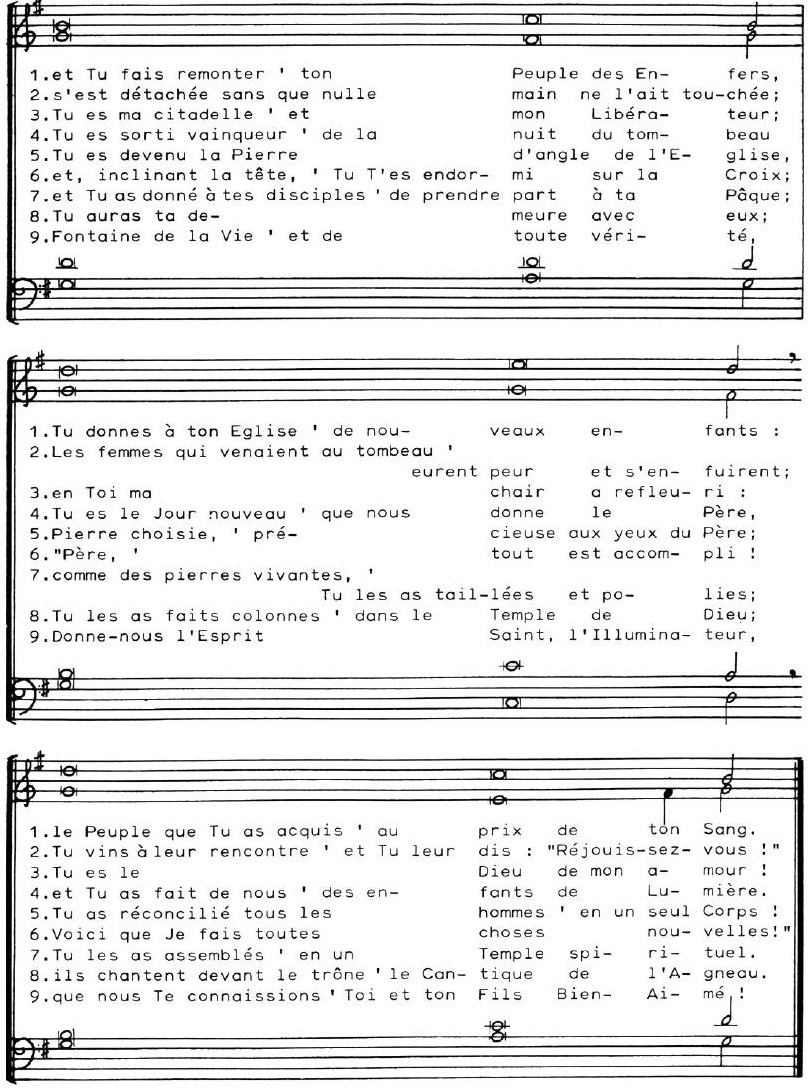 1.et Tu fais remonter ' ton Peuple des En- fers,
2.s'est détachée sans que nulle main ne l'ait tou-chée;
3.Tu es ma citadelle ' et mon Libéra- teur;
4.Tu es sorti vainqueur ' de la nuit du tom- beau
5.Tu es devenu la Pierre d'angle de l'E- glise,
6.et, inclinant la tête, ' Tu T'es endor- mi sur la Croix;
7.et Tu as donné à tes disciples ' de prendre part à ta Pâque;
8.Tu auras ta de- meure avec eux;
9.Fontaine de la Vie ' et de toute véri- té,
1.Tu donnes à ton Eglise ' de nou- veaux en- fants :
2.Les femmes qui venaient au tombeau '
eurent peur et s'en- fuirent;
3.en Toi ma chair a refleu- ri :
4.Tu es le Jour nouveau ' que nous donne le Père,
5.Pierre choisie, ' pré- cieuse aux yeux du Père;
6."Père, ' tout est accom- pli !
7.comme des pierres vivantes, '
Tu les as tail-lées et po- lies;
8.Tu les as faits colonnes ' dans le Temple de Dieu;
9.Donne-nous l'Esprit Saint, l'Illumina- teur,
1.le Peuple que Tu as acquis ' au prix de ton Sang.
2.Tu vins à leur rencontre ' et Tu leur dis : "Réjouis-sez- vous !"
3.Tu es le Dieu de mon a- mour !
4.et Tu as fait de nous ' des en- fants de Lu- mière.
5.Tu as réconcilié tous les hommes ' en un seul Corps !
6.Voici que Je fais toutes choses nou- velles!"
7.Tu les as assemblés ' en un Temple spi- ri- tuel.
8.ils chantent devant le trône ' le Can- tique de l'A- gneau.
9.que nous Te connaissions ' Toi et ton Fils Bien- Ai- mé !